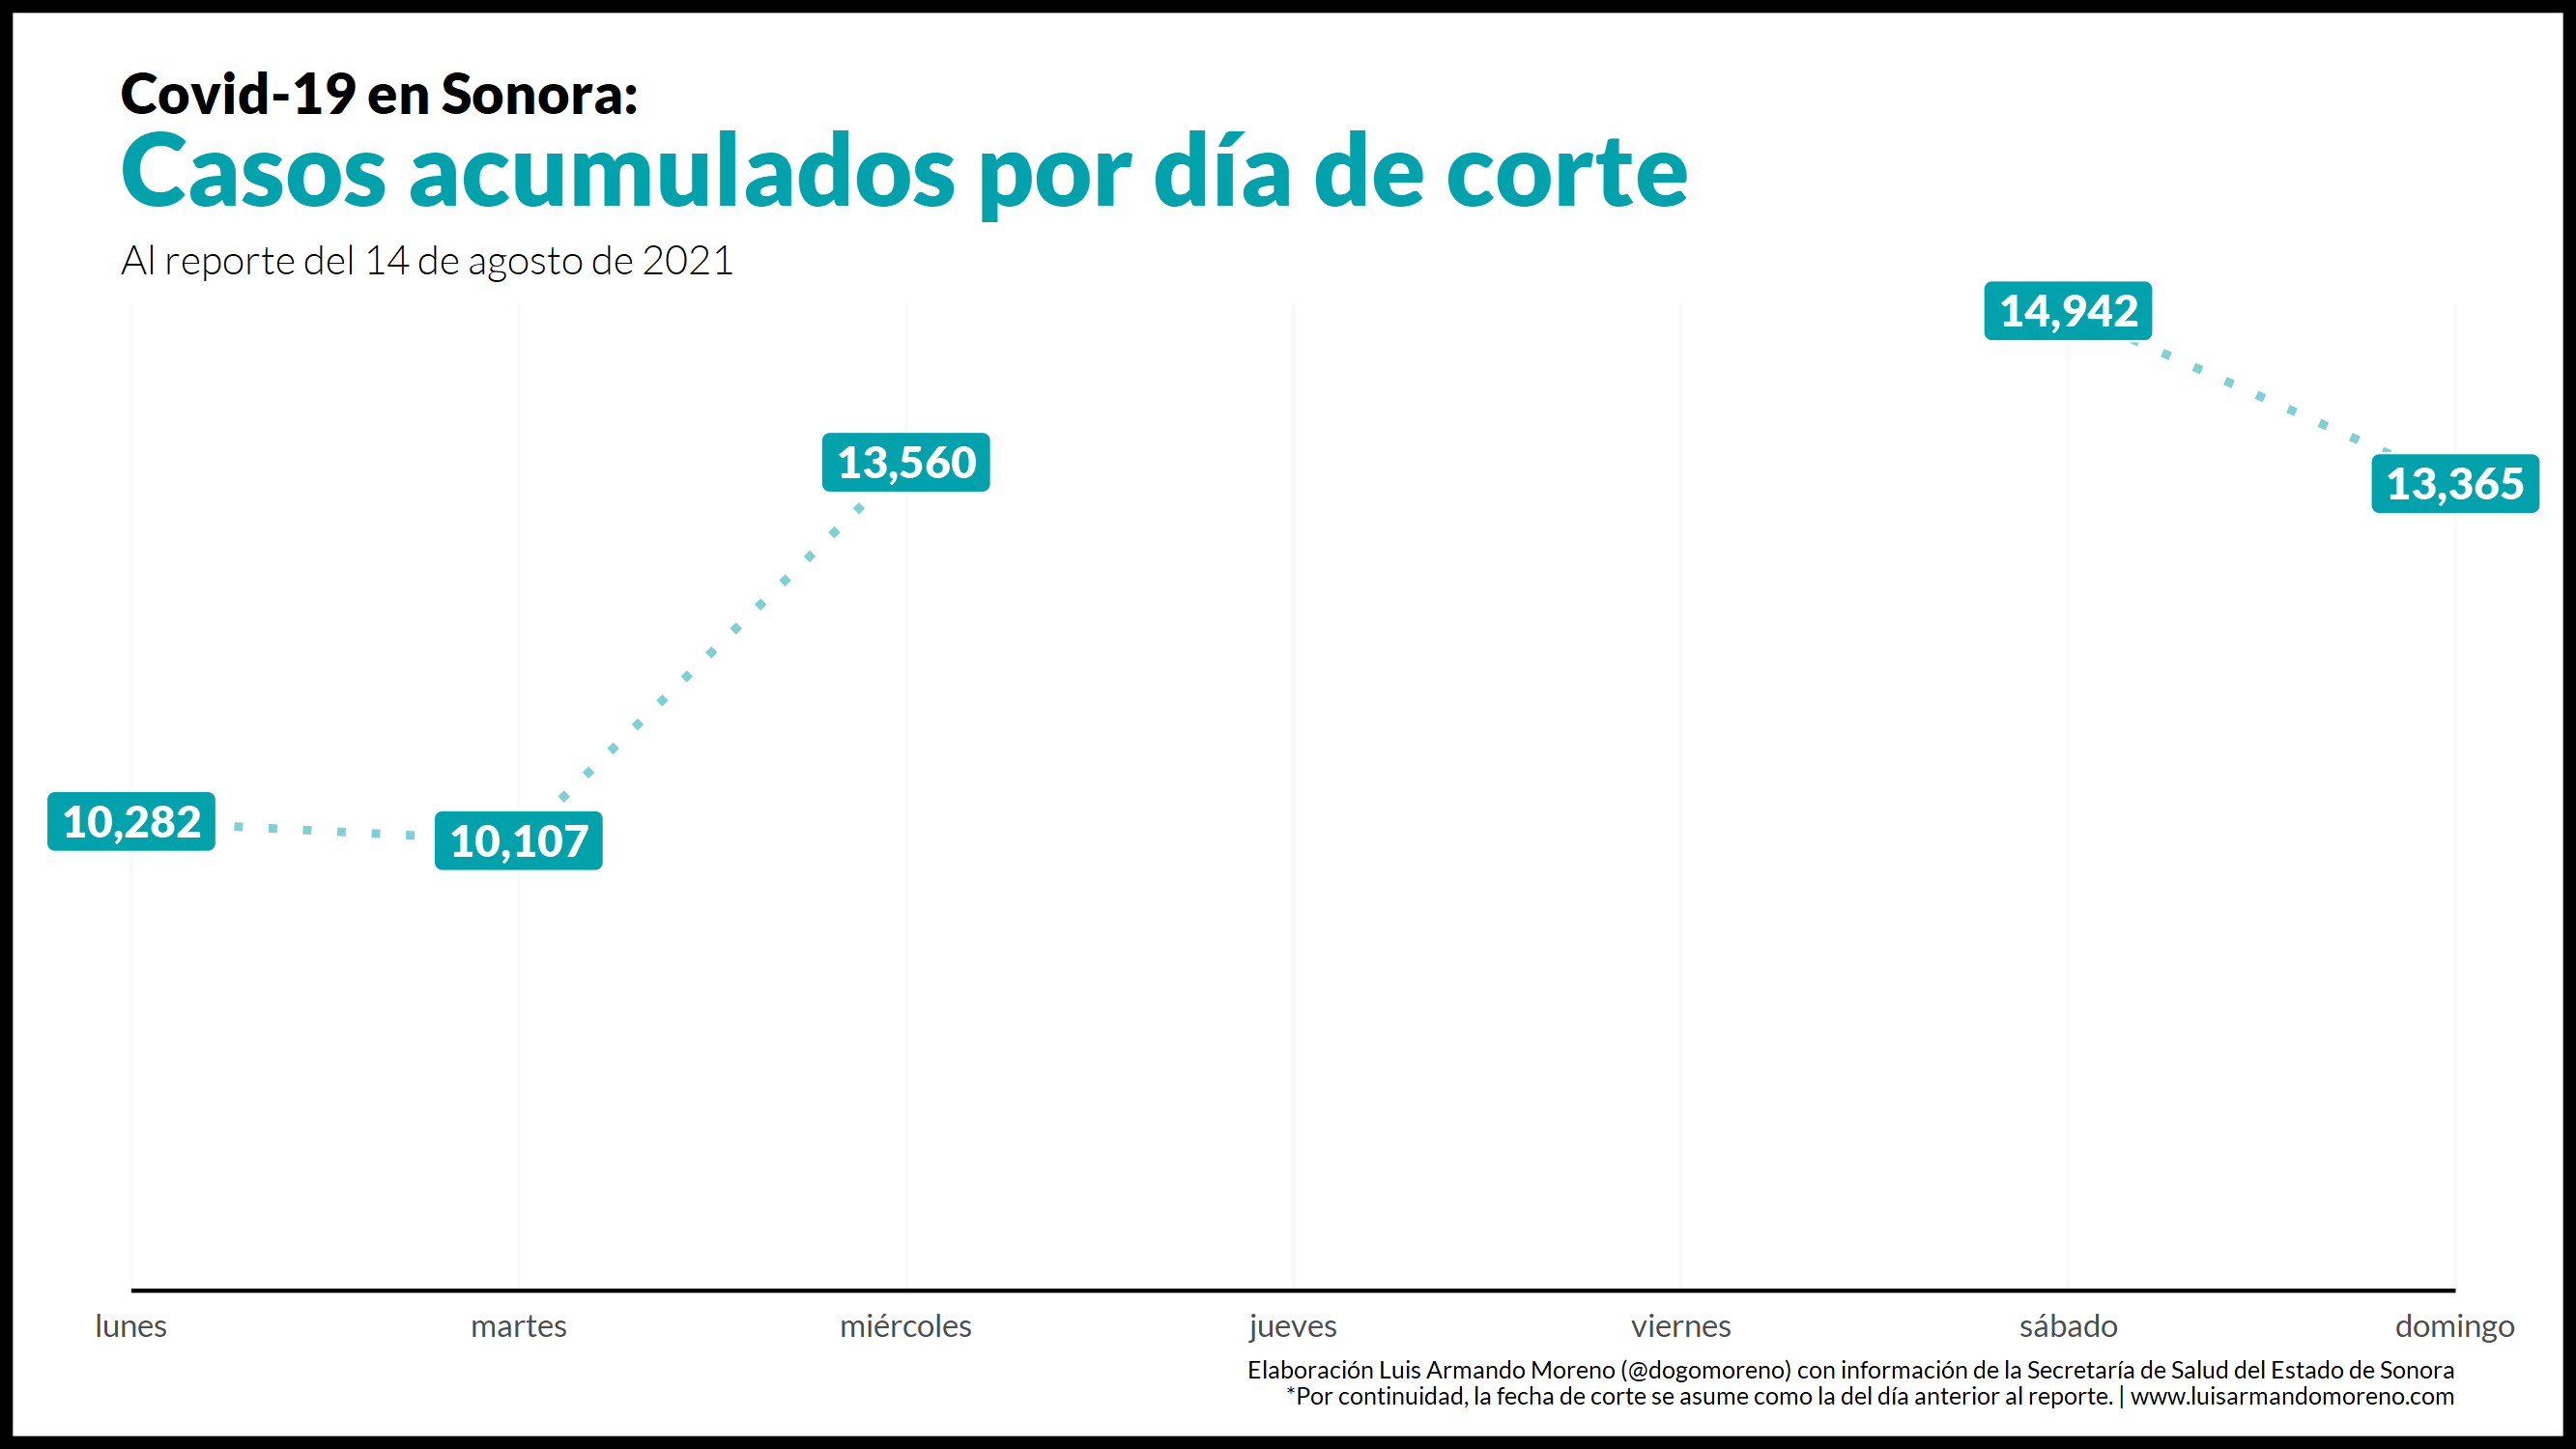 Covid-19 en Sonora:
Casos acumulados por día de corte
Al reporte del 14 de agosto de 2021
14,942
13,560
13,365
10,282
10,107
lunes martes miércoles jueves viernes sábado domingo
Elaboración Luis Armando Moreno (@dogomoreno) con información de la Secretaría de Salud del Estado de Sonora
*Por continuidad, la fecha de corte se asume como la del día anterior al reporte. | www.luisarmandomoreno.com